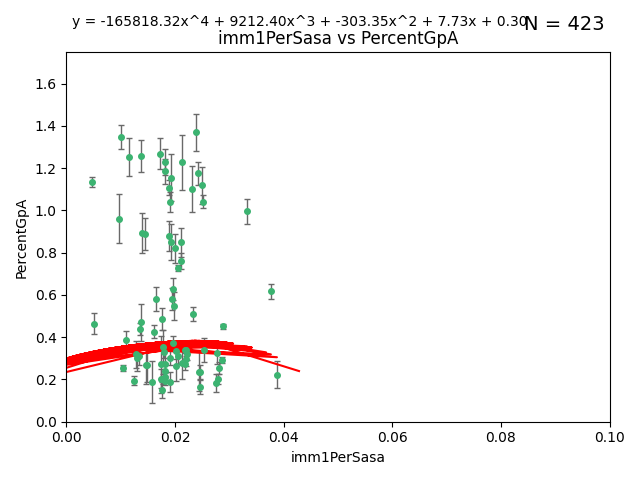 y = -165818.32x^4 + 9212.40x^3 + -303.35x^2 + 7.73x + 0.30
N = 423
imm1PerSasa vs PercentGpA
PercentGpA
1.6
1.4
1.2
1.0
0.8
0.6
0.4
0.2
0.0
0.00 0.02 0.04 0.06 0.08 0.10
imm1PerSasa